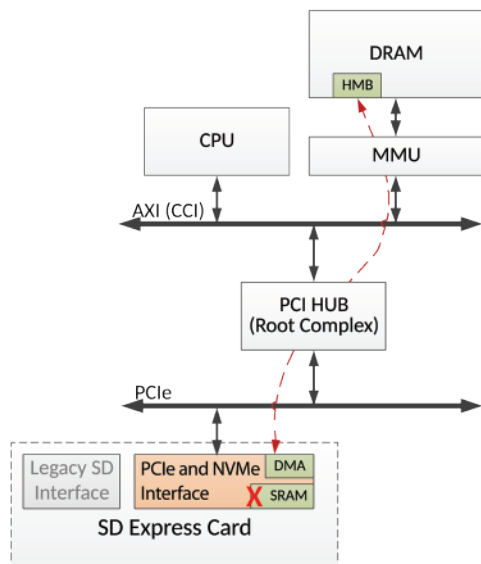 DRAM
HMB
CPU
MMU
AXI (CCI)
PCI HUB
(Root Complex)
PCIe
Legacy SD
Interface
PCIe and NVMe
Interface
DMA
X
SRAM
SD Express Card